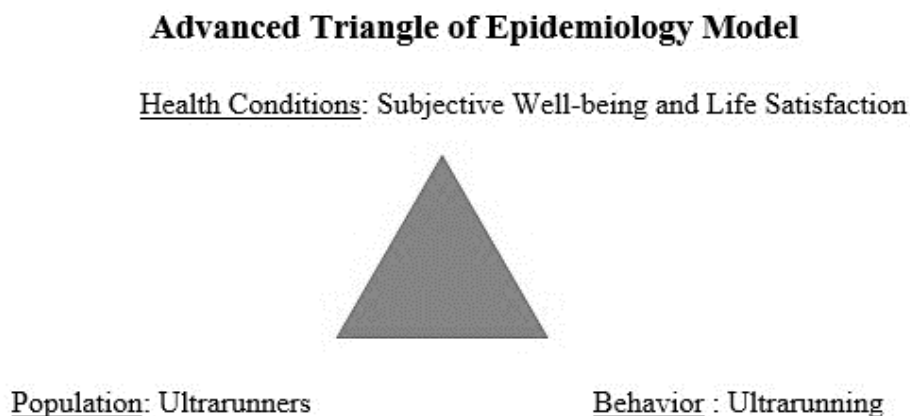 Advanced Triangle of Epidemiology Model
Health Conditions: Subjective Well-being and Life Satisfaction
Population: Ultrarunners
Behavior : Ultrarunning